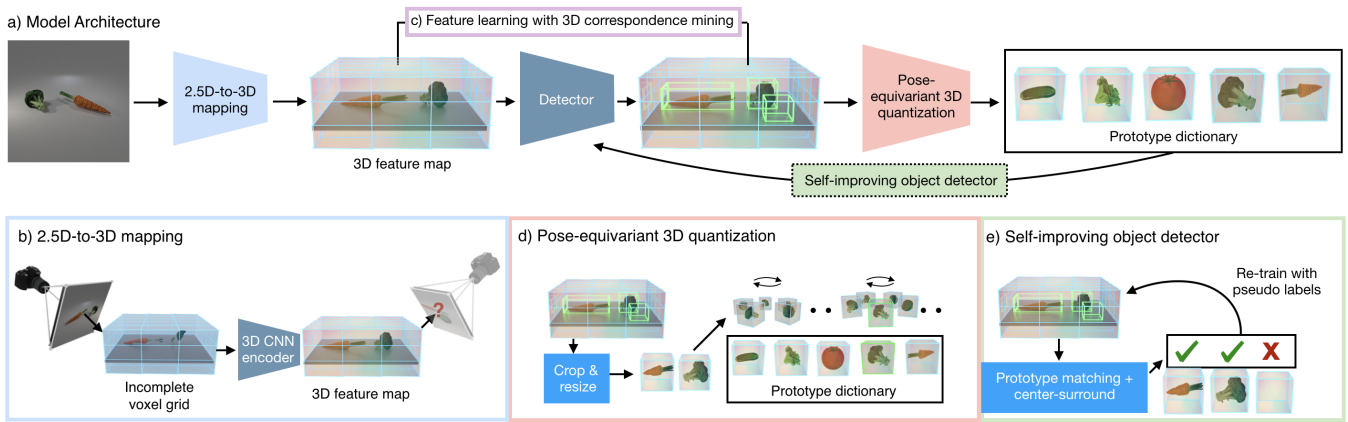 a) Model Architecture
c) Feature learning with 3D correspondence mining
2.5D-to-3D
mapping
3D feature map
Detector
Pose-
equivariant 3D
quantization
Prototype dictionary
Self-improving object detector
b) 2.5D-to-3D mapping
Incomplete
voxel grid
3D CNN
encoder
3D feature map
?
d) Pose-equivariant 3D quantization
Crop &
resize
Prototype dictionary
e) Self-improving object detector
Re-train with
pseudo labels
Prototype matching +
center-surround
X